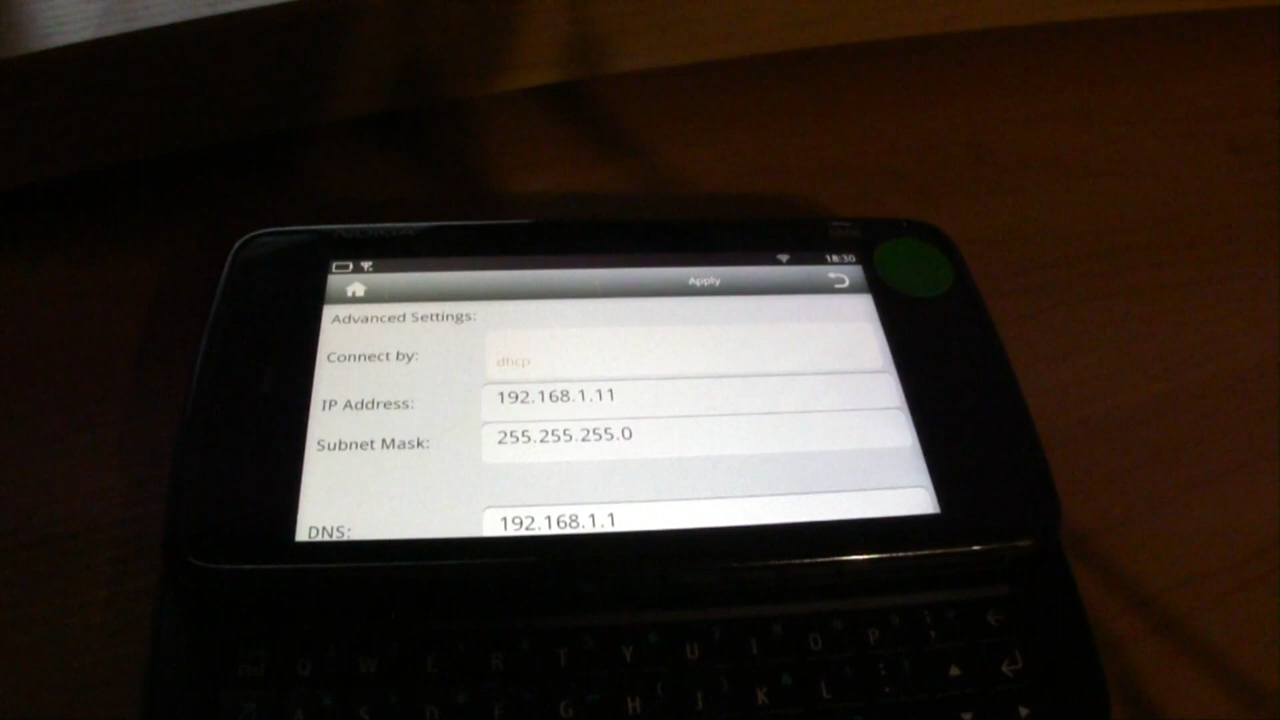 NOKIA
18:30
Apply
Advanced Settings:
Connect by: dhcp
IP Address: 192.168.1.11
Subnet Mask: 255.255.255.0
DNS: 192.168.1.1
Q W E R T Y U I O P
A S D F G H J K L